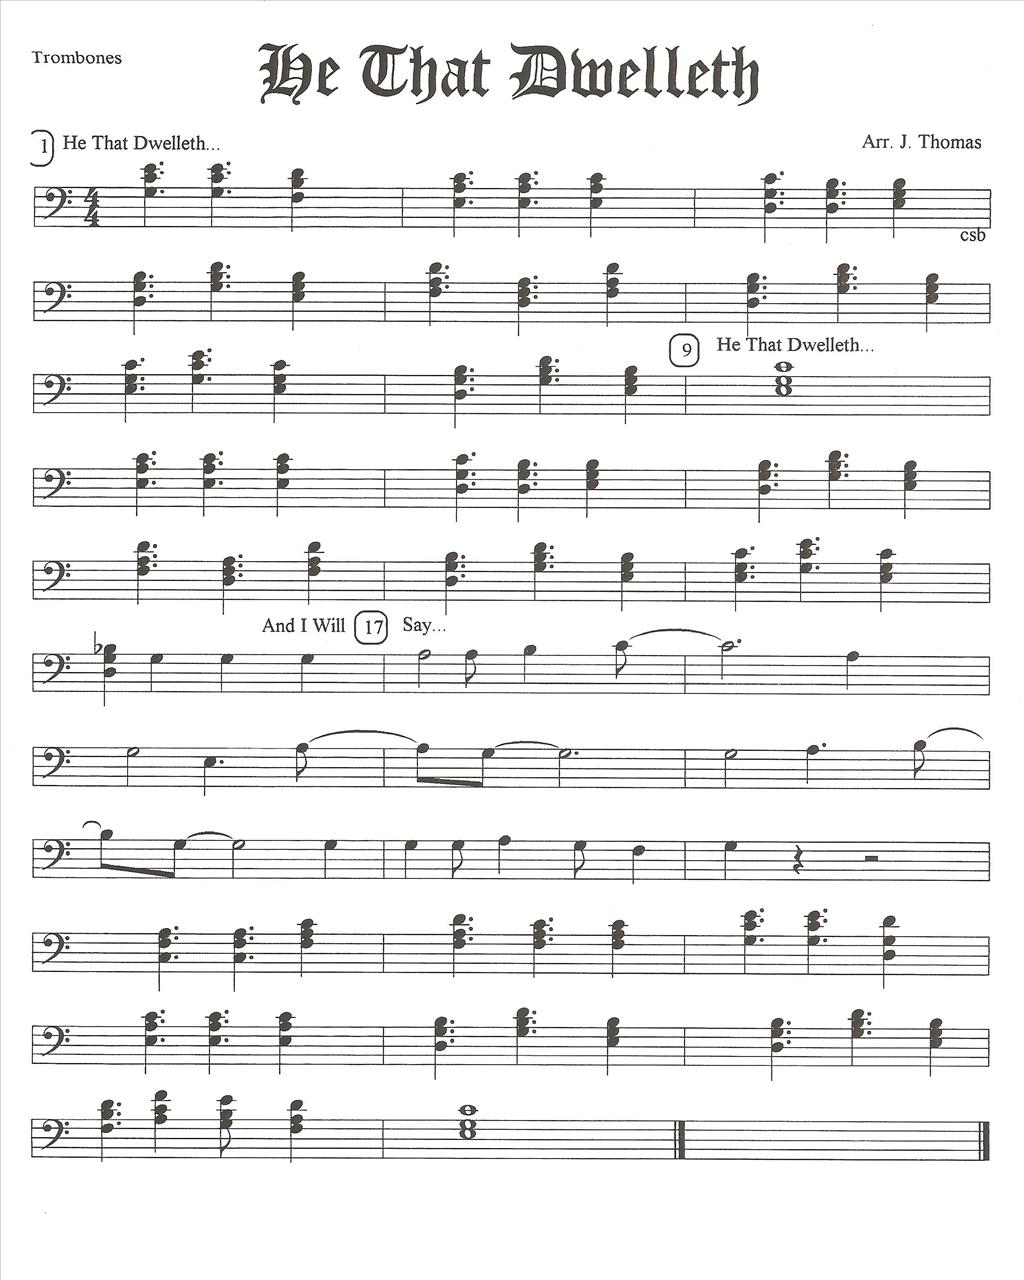 Trombones
He That Dwelleth
1 He That Dwelleth...
Arr. J. Thomas
4
4
csb
9 He That Dwelleth...
And I Will 17 Say...